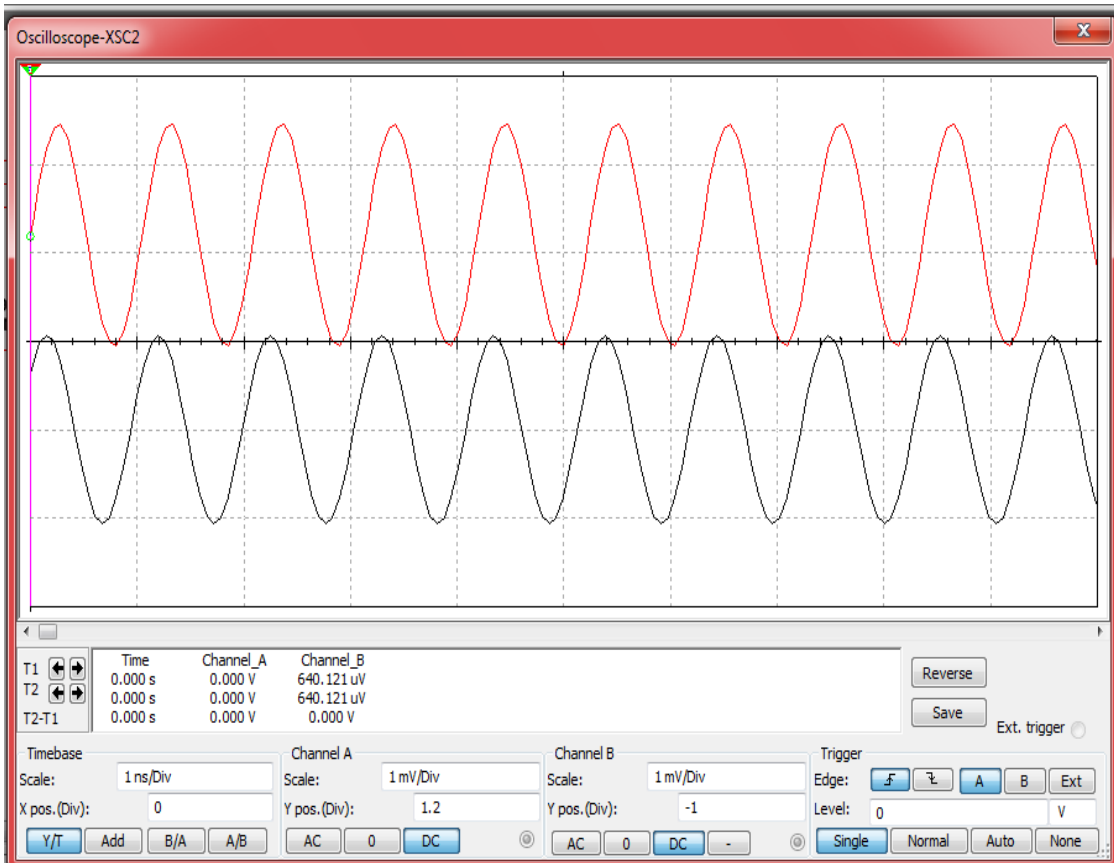 Oscilloscope-XSC2
X
T1
T2
T2-T1
Time Channel_A Channel_B
0.000 s 0.000 V 640.121 uV
0.000 s 0.000 V 640.121 uV
0.000 s 0.000 V 0.000 V
Reverse
Save
Ext. trigger
Timebase
Scale: 1 ns/Div
X pos.(Div): 0
Y/T Add B/A A/B
Channel A
Scale: 1 mV/Div
Y pos.(Div): 1.2
AC 0 DC
Channel B
Scale: 1 mV/Div
Y pos.(Div): -1
AC 0 DC -
Trigger
Edge: A B Ext
Level: 0 V
Single Normal Auto None